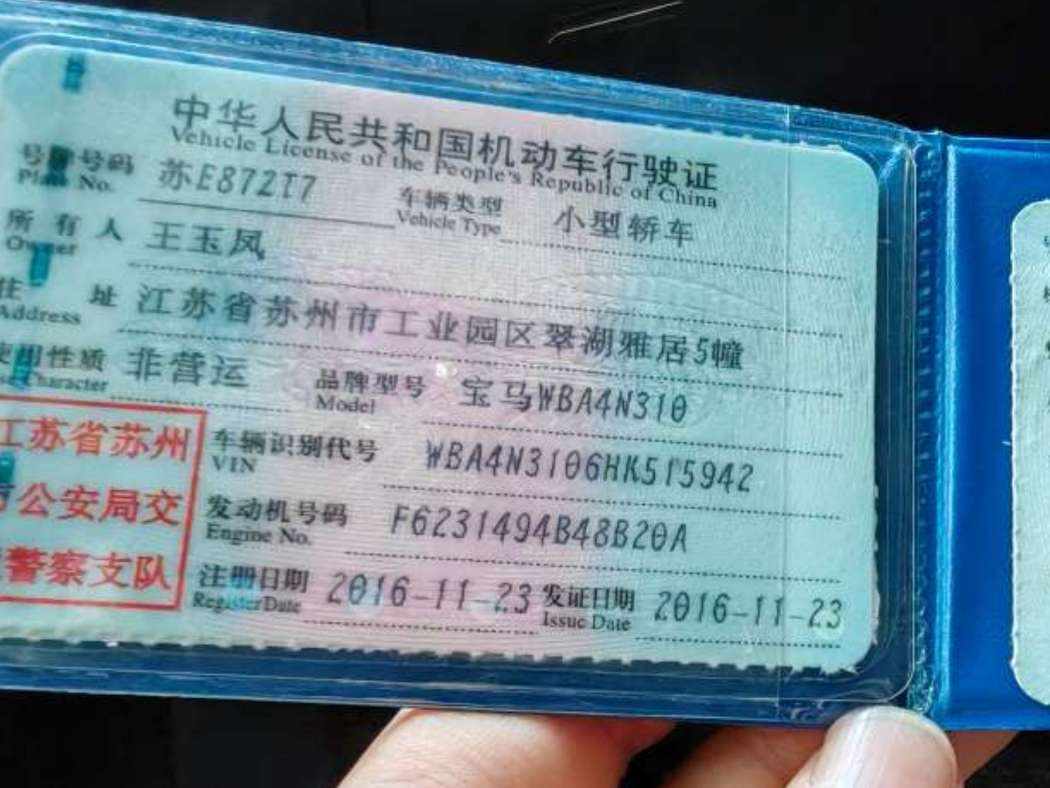 中华人民共和国机动车行驶证
Vehicle License of the People's Republic of China
号牌号码 苏E872T7 车辆类型 小型轿车
Plate No. Vehicle Type
所有人 王玉凤
Owner
住址 江苏省苏州市工业园区翠湖雅居5幢
Address
使用性质 非营运 品牌型号 宝马WBA4N310
Character Model
江苏省苏州 车辆识别代号 WBA4N3106HK515942
VIN
市公安局交 发动机号码 F6231494B48B20A
Engine No.
警察支队 注册日期 2016-11-23 发证日期 2016-11-23
Register Date Issue Date